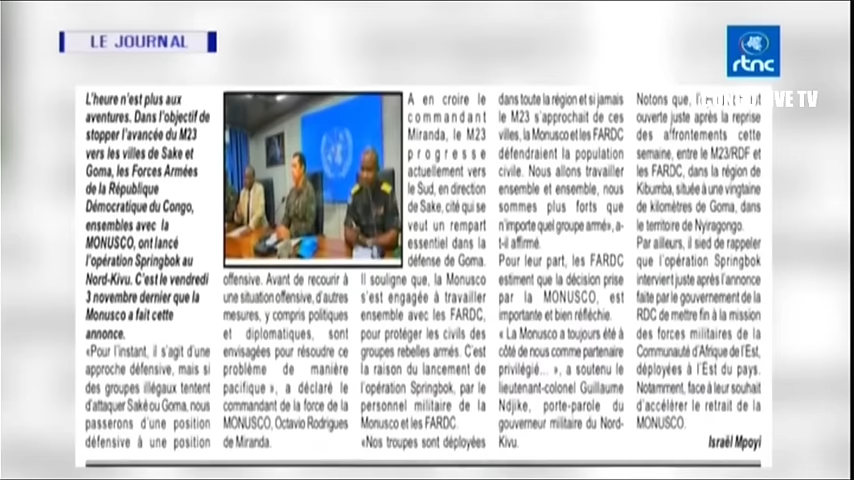 LE JOURNAL
rtnc
CONGO LIVE TV
L'heure n'est plus aux
aventures. Dans l'objectif de
stopper l'avancée du M23
vers les villes de Sake et
Goma, les Forces Armées
de la République
Démocratique du Congo,
ensembles avec la
MONUSCO, ont lancé
l'opération Springbok au
Nord-Kivu. C'est le vendredi
3 novembre dernier que la
Monusco a fait cette
annonce.
«Pour l'instant, il s'agit d'une
approche défensive, mais si
des groupes illégaux tentent
d'attaquer Saké ou Goma, nous
passerons d'une position
défensive à une position
offensive. Avant de recourir à
une situation offensive, d'autres
mesures, y compris politiques
et diplomatiques, sont
envisagées pour résoudre ce
problème de manière
pacifique », a déclaré le
commandant de la force de la
MONUSCO, Octavio Rodrigues
de Miranda.
A en croire le
commandant
Miranda, le M23
progresse
actuellement vers
le Sud, en direction
de Sake, cité qui se
veut un rempart
essentiel dans la
défense de Goma.
Il souligne que, la Monusco
s'est engagée à travailler
ensemble avec les FARDC,
pour protéger les civils des
groupes rebelles armés. C'est
la raison du lancement de
l'opération Springbok, par le
personnel militaire de la
Monusco et les FARDC.
«Nos troupes sont déployées
dans toute la région et si jamais
le M23 s'approchait de ces
villes, la Monusco et les FARDC
défendraient la population
civile. Nous allons travailler
ensemble et ensemble, nous
sommes plus forts que
n'importe quel groupe armé», a-
t-il affirmé.
Pour leur part, les FARDC
estiment que la décision prise
par la MONUSCO, est
importante et bien réfléchie.
« La Monusco a toujours été à
côté de nous comme partenaire
privilégié... », a soutenu le
lieutenant-colonel Guillaume
Ndjike, porte-parole du
gouverneur militaire du Nord-
Kivu.
Notons que,
ouverte juste après la reprise
des affrontements cette
semaine, entre le M23/RDF et
les FARDC, dans la région de
Kibumba, située à une vingtaine
de kilomètres de Goma, dans
le territoire de Nyiragongo.
Par ailleurs, il sied de rappeler
que l'opération Springbok
intervient juste après l'annonce
faite par le gouvernement de la
RDC de mettre fin à la mission
des forces militaires de la
Communauté d'Afrique de l'Est,
déployées à l'Est du pays.
Notamment, face à leur souhait
d'accélérer le retrait de la
MONUSCO.
Israël Mpoyi